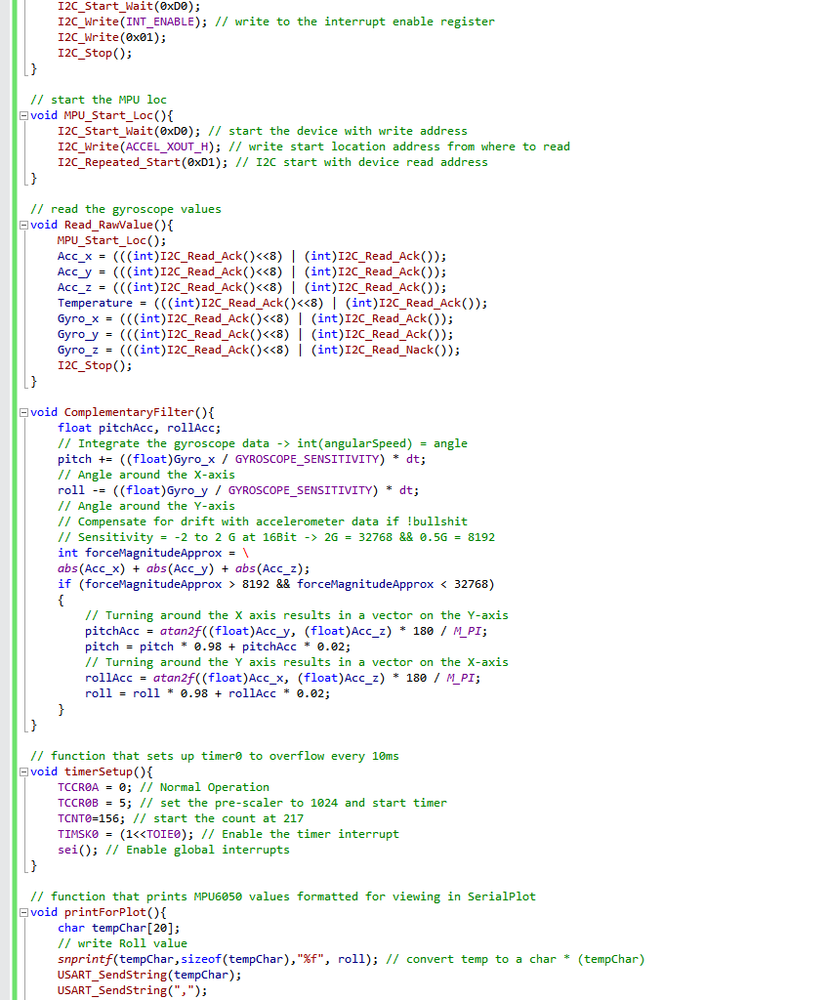 I2C_Start_Wait(0xD0);
    I2C_Write(INT_ENABLE); // write to the interrupt enable register
    I2C_Write(0x01);
    I2C_Stop();
}

// start the MPU loc
void MPU_Start_Loc(){
    I2C_Start_Wait(0xD0); // start the device with write address
    I2C_Write(ACCEL_XOUT_H); // write start location address from where to read
    I2C_Repeated_Start(0xD1); // I2C start with device read address
}

// read the gyroscope values
void Read_RawValue(){
    MPU_Start_Loc();
    Acc_x = (((int)I2C_Read_Ack()<<8) | (int)I2C_Read_Ack());
    Acc_y = (((int)I2C_Read_Ack()<<8) | (int)I2C_Read_Ack());
    Acc_z = (((int)I2C_Read_Ack()<<8) | (int)I2C_Read_Ack());
    Temperature = (((int)I2C_Read_Ack()<<8) | (int)I2C_Read_Ack());
    Gyro_x = (((int)I2C_Read_Ack()<<8) | (int)I2C_Read_Ack());
    Gyro_y = (((int)I2C_Read_Ack()<<8) | (int)I2C_Read_Ack());
    Gyro_z = (((int)I2C_Read_Ack()<<8) | (int)I2C_Read_Nack());
    I2C_Stop();
}

void ComplementaryFilter(){
    float pitchAcc, rollAcc;
    // Integrate the gyroscope data -> int(angularSpeed) = angle
    pitch += ((float)Gyro_x / GYROSCOPE_SENSITIVITY) * dt;
    // Angle around the X-axis
    roll -= ((float)Gyro_y / GYROSCOPE_SENSITIVITY) * dt;
    // Angle around the Y-axis
    // Compensate for drift with accelerometer data if !bullshit
    // Sensitivity = -2 to 2 G at 16Bit -> 2G = 32768 && 0.5G = 8192
    int forceMagnitudeApprox = \
    abs(Acc_x) + abs(Acc_y) + abs(Acc_z);
    if (forceMagnitudeApprox > 8192 && forceMagnitudeApprox < 32768)
    {
        // Turning around the X axis results in a vector on the Y-axis
        pitchAcc = atan2f((float)Acc_y, (float)Acc_z) * 180 / M_PI;
        pitch = pitch * 0.98 + pitchAcc * 0.02;
        // Turning around the Y axis results in a vector on the X-axis
        rollAcc = atan2f((float)Acc_x, (float)Acc_z) * 180 / M_PI;
        roll = roll * 0.98 + rollAcc * 0.02;
    }
}

// function that sets up timer0 to overflow every 10ms
void timerSetup(){
    TCCR0A = 0; // Normal Operation
    TCCR0B = 5; // set the pre-scaler to 1024 and start timer
    TCNT0=156; // start the count at 217
    TIMSK0 = (1<<TOIE0); // Enable the timer interrupt
    sei(); // Enable global interrupts
}

// function that prints MPU6050 values formatted for viewing in SerialPlot
void printForPlot(){
    char tempChar[20];
    // write Roll value
    snprintf(tempChar,sizeof(tempChar),"%f", roll); // convert temp to a char * (tempChar)
    USART_SendString(tempChar);
    USART_SendString(",");